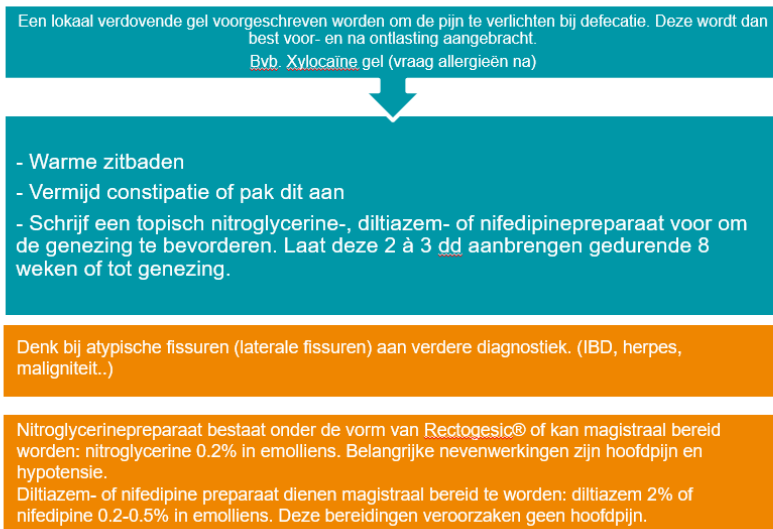 Een lokaal verdovende gel voorgeschreven worden om de pijn te verlichten bij defecatie. Deze wordt dan
best voor- en na ontlasting aangebracht.
Bvb. Xylocaïne gel (vraag allergieën na)
- Warme zitbaden
- Vermijd constipatie of pak dit aan
- Schrijf een topisch nitroglycerine-, diltiazem- of nifedipinepreparaat voor om
de genezing te bevorderen. Laat deze 2 à 3 dd aanbrengen gedurende 8
weken of tot genezing.
Denk bij atypische fissuren (laterale fissuren) aan verdere diagnostiek. (IBD, herpes,
maligniteit..)
Nitroglycerinepreparaat bestaat onder de vorm van Rectogesic® of kan magistraal bereid
worden: nitroglycerine 0.2% in emolliens. Belangrijke nevenwerkingen zijn hoofdpijn en
hypotensie.
Diltiazem- of nifedipine preparaat dienen magistraal bereid te worden: diltiazem 2% of
nifedipine 0.2-0.5% in emolliens. Deze bereidingen veroorzaken geen hoofdpijn.